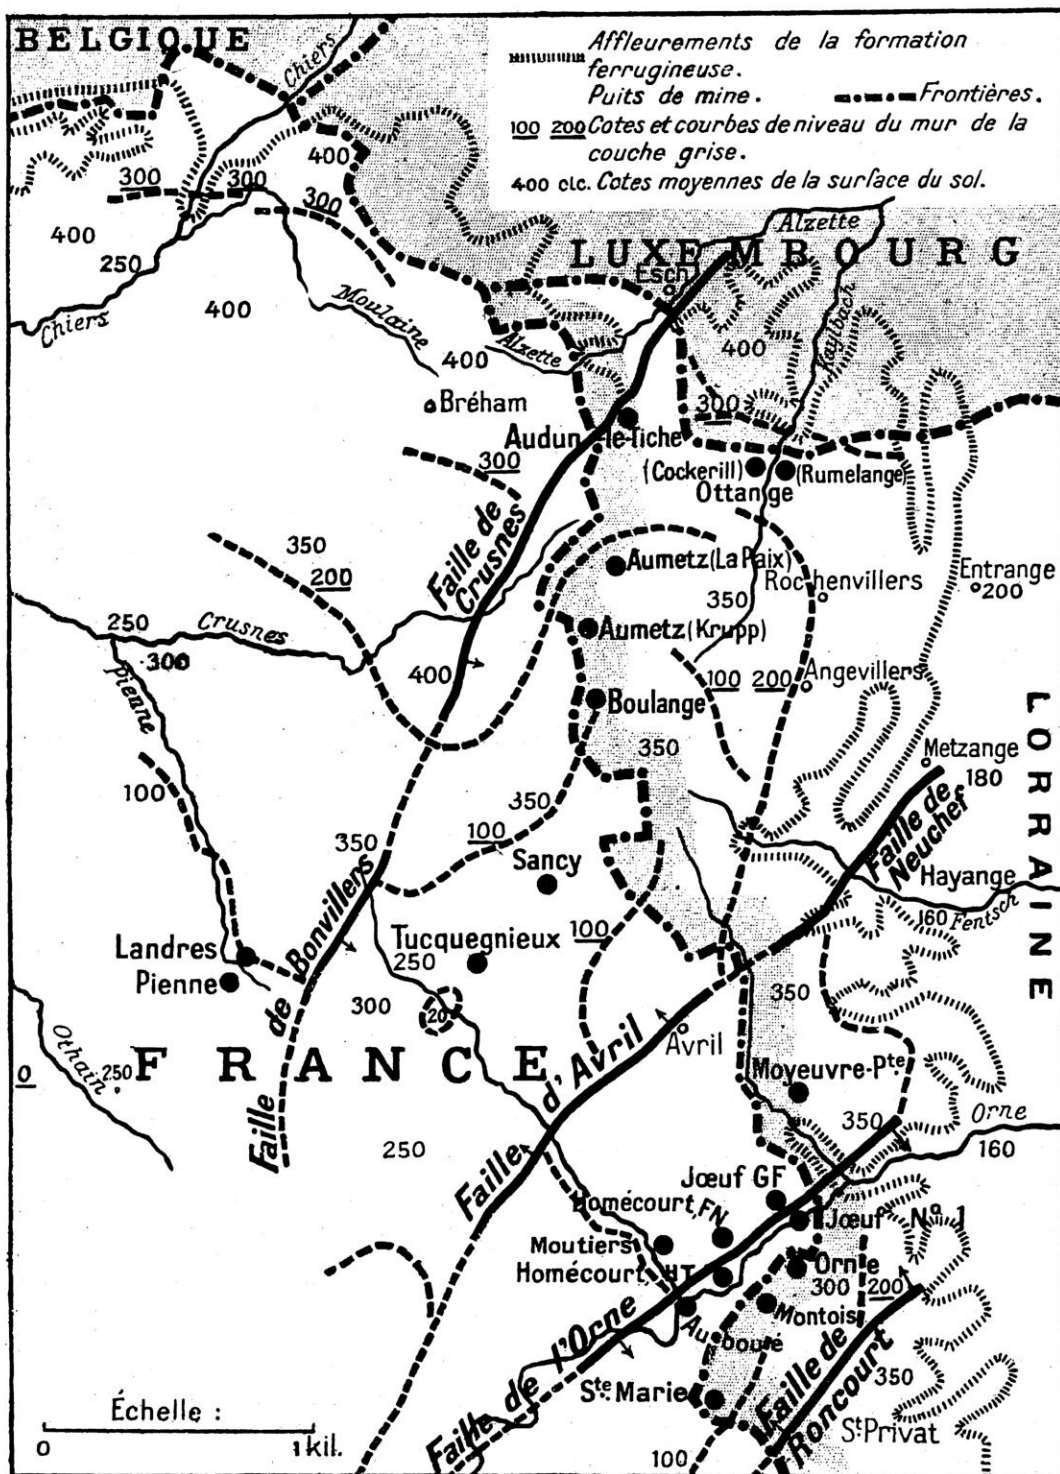 BELGIQUE
Chiers
Affleurements de la formation
ferrugineuse.
Puits de mine.
Frontières.
100 200 Cotes et courbes de niveau du mur de la
couche grise.
400 etc. Cotes moyennes de la surface du sol.
400
300
300
300
400
250
Chiers
400
Moulaine
LUXEMBOURG
Alzette
Esch
Kaylbach
400
Alzette
400
Bréham
300
Audun-le-Tiche
300
(Cockerill)
(Rumelange)
Ottange
Faille de
Crusnes
350
200
Aumetz (La Paix)
Rochenvillers
350
Entrange
200
250
Crusnes
300
Aumetz (Krupp)
400
100 200
Angevillers
Pienne
Boulange
350
LORRAINE
Metzange
180
100
350
350
100
Faille de
Neuchef
Sancy
Hayange
160
Fentsch
Landres
Pienne
Tucquegnieux
250
100
300
20
350
Avril
Othain
0
250
FRANCE
Faille de Bonvillers
Moyeuvre-Pte
Orne
160
350
250
Faille d'Avril
Jœuf GF
Homécourt, FN
Jœuf No 1
Moutiers
Homécourt, HT
Orne
300 200
Montois
Auboué
Faille de l'Orne
Ste Marie
Faille de
Roncourt
350
St Privat
100
Échelle :
0
1 kil.